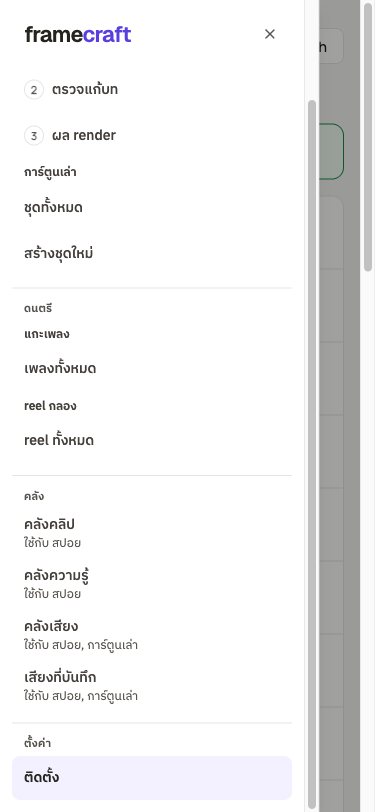 framecraft
h
2 ตรวจแก้บท
3 ผล render
การ์ตูนเล่า
ชุดทั้งหมด
สร้างชุดใหม่
ดนตรี
แกะเพลง
เพลงทั้งหมด
reel กลอง
reel ทั้งหมด
คลัง
คลังคลิป
ใช้กับ สปอย
คลังความรู้
ใช้กับ สปอย
คลังเสียง
ใช้กับ สปอย, การ์ตูนเล่า
เสียงที่บันทึก
ใช้กับ สปอย, การ์ตูนเล่า
ตั้งค่า
ติดตั้ง